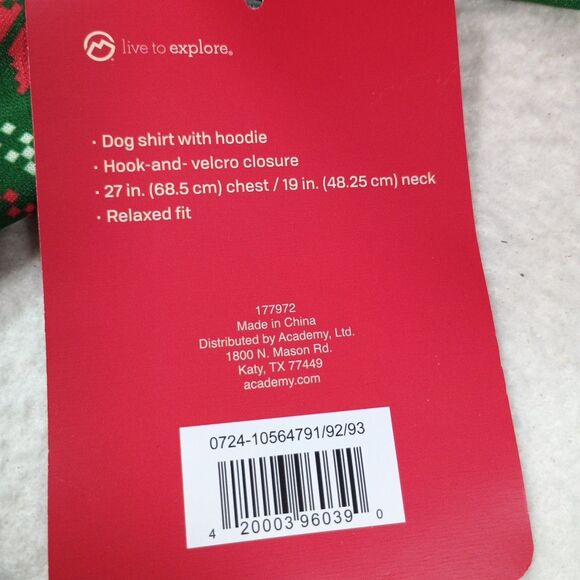 live to explore®
• Dog shirt with hoodie
• Hook-and- velcro closure
• 27 in. (68.5 cm) chest / 19 in. (48.25 cm) neck
• Relaxed fit
177972
Made in China
Distributed by Academy, Ltd.
1800 N. Mason Rd.
Katy, TX 77449
academy.com
0724-10564791/92/93
4 20003 96039 0